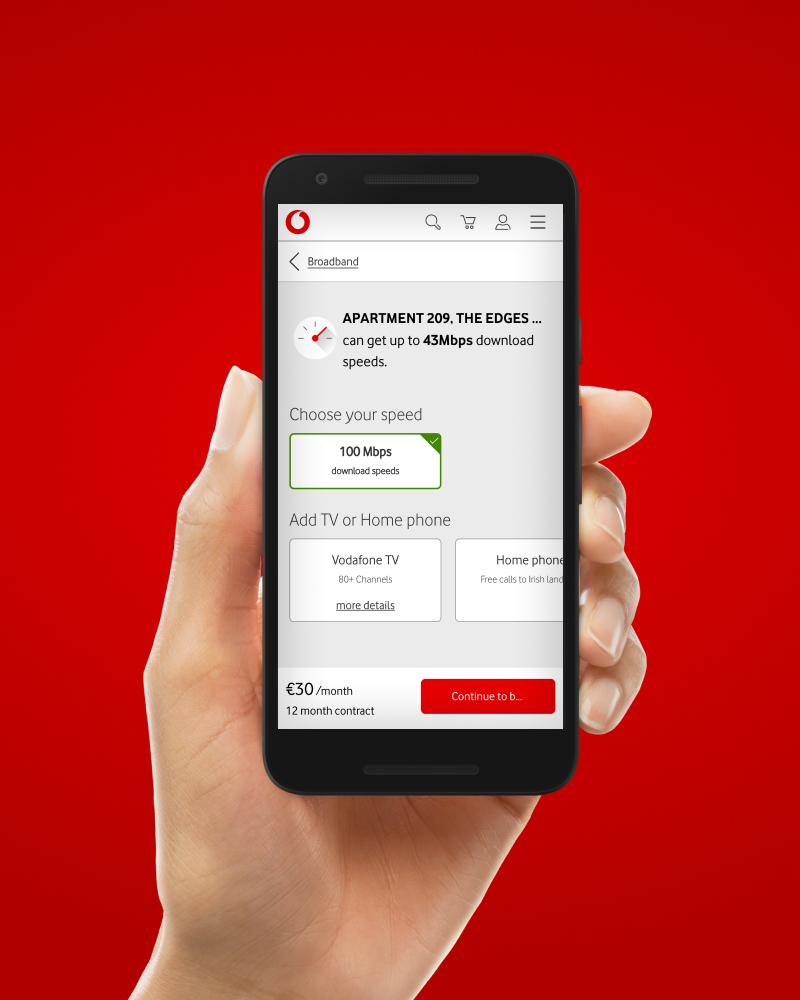 Broadband
APARTMENT 209, THE EDGES ...
can get up to 43Mbps download
speeds.
Choose your speed
100 Mbps
download speeds
Add TV or Home phone
Vodafone TV
80+ Channels
more details
Home phone
Free calls to Irish land
€30 /month
12 month contract
Continue to b...